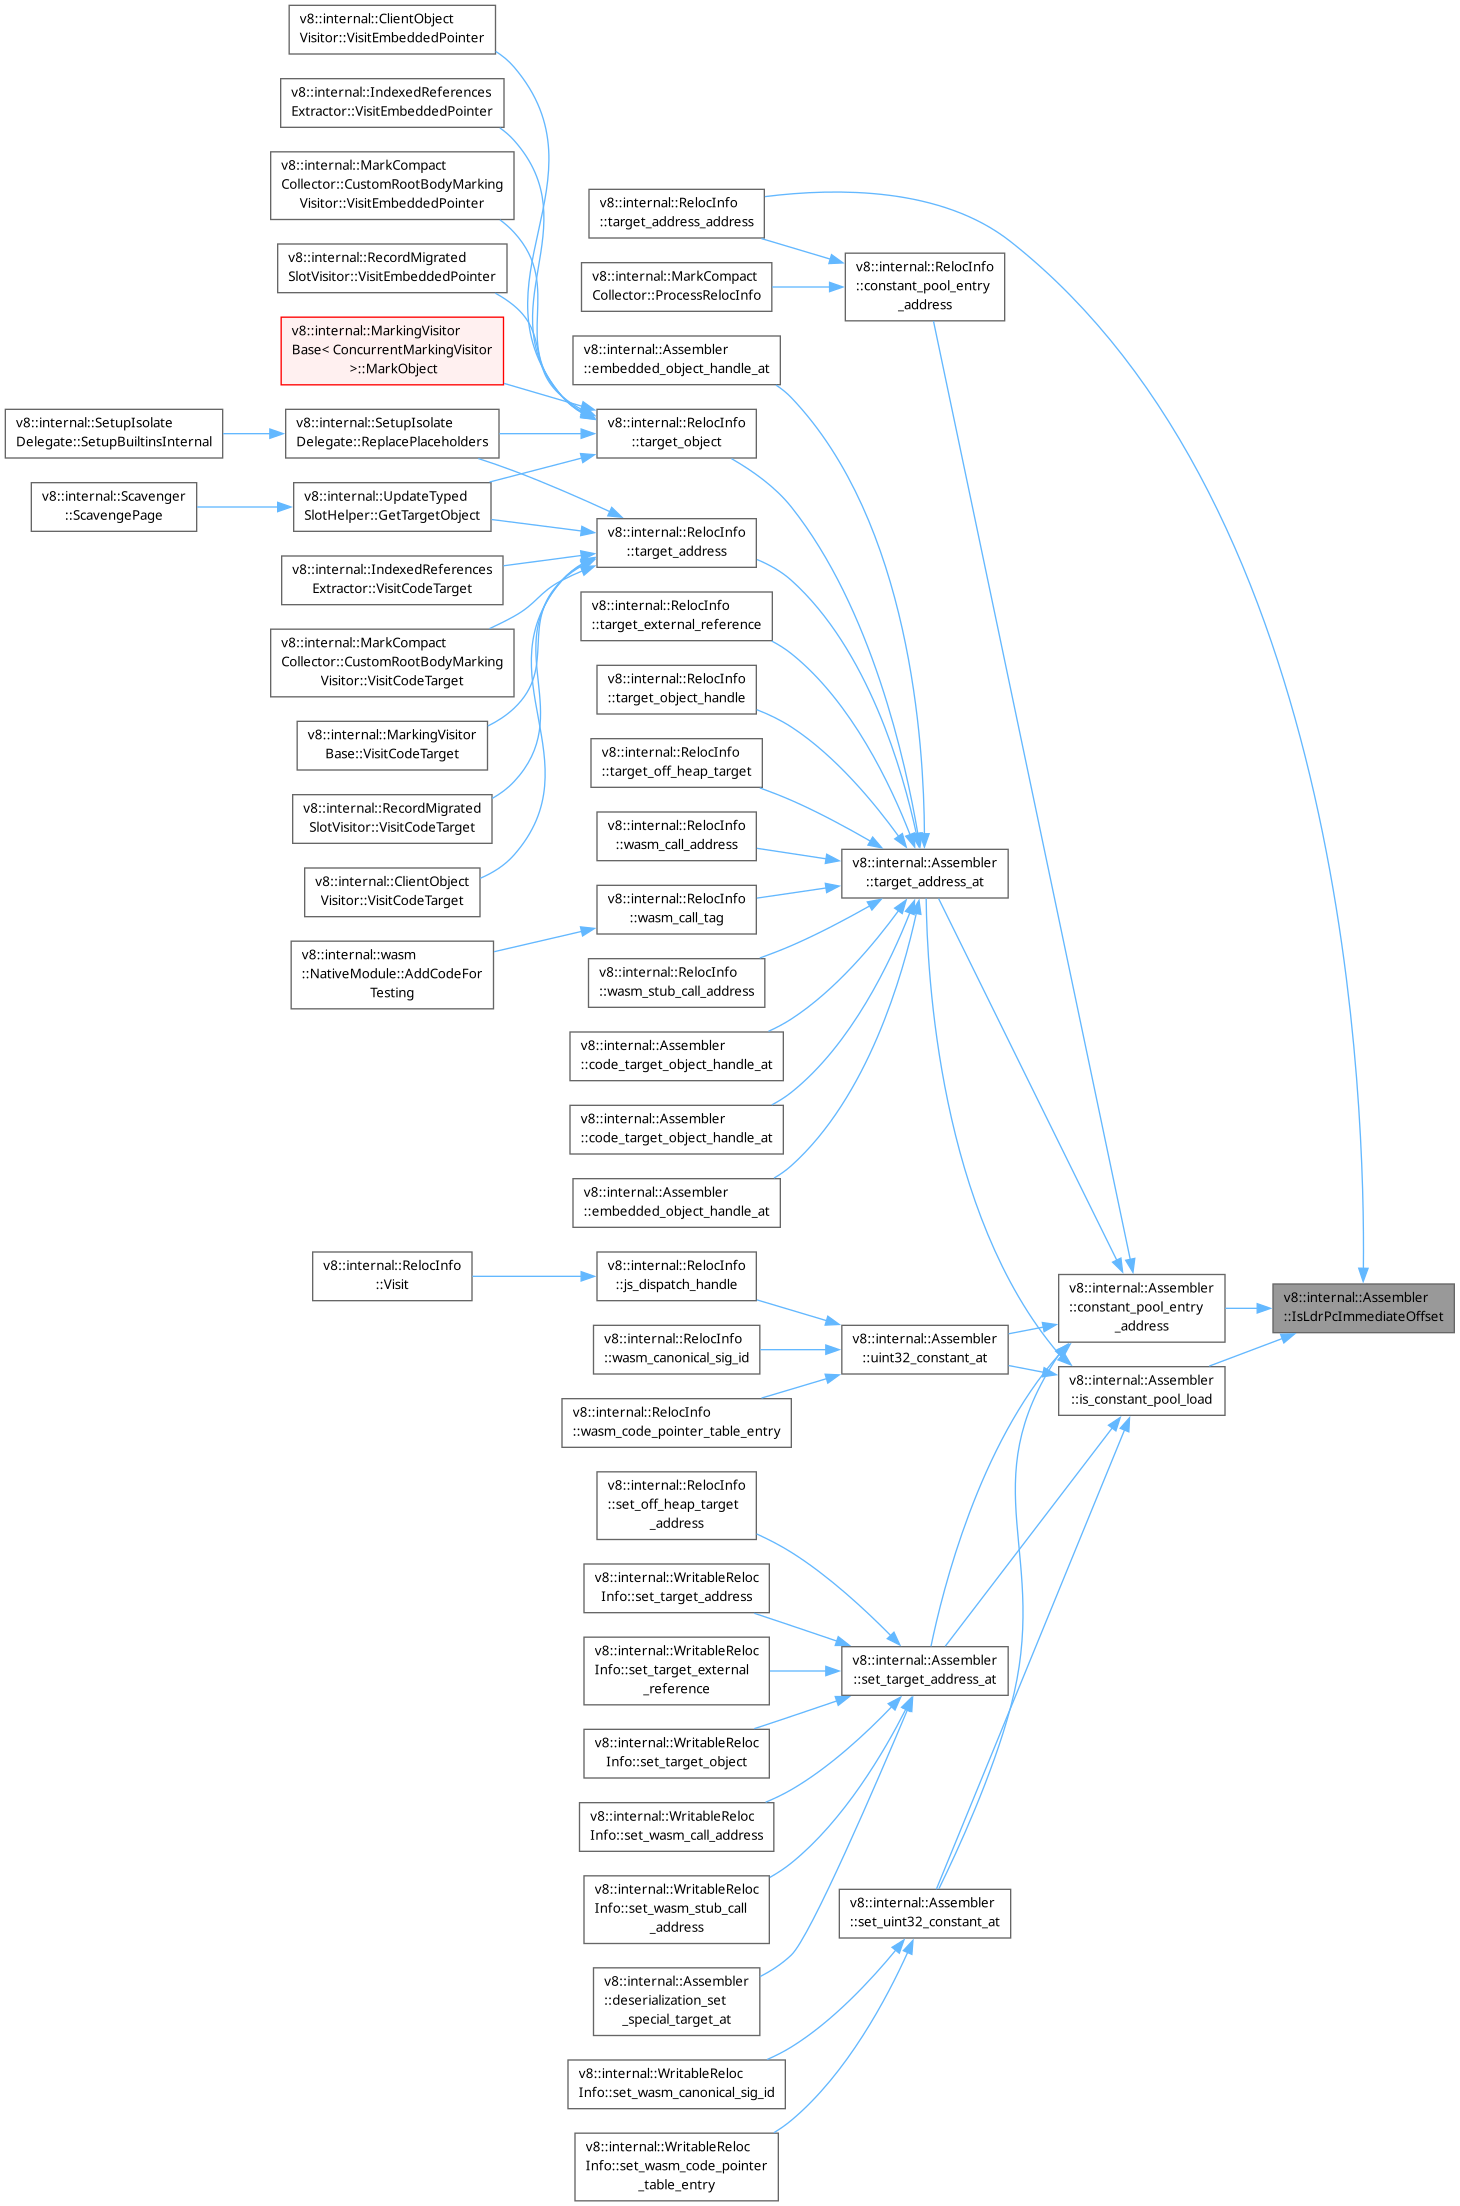 v8::internal::ClientObject
Visitor::VisitEmbeddedPointer
v8::internal::IndexedReferences
Extractor::VisitEmbeddedPointer
v8::internal::MarkCompact
Collector::CustomRootBodyMarking
Visitor::VisitEmbeddedPointer
v8::internal::RecordMigrated
SlotVisitor::VisitEmbeddedPointer
v8::internal::MarkingVisitor
Base< ConcurrentMarkingVisitor
>::MarkObject
v8::internal::SetupIsolate
Delegate::SetupBuiltinsInternal
v8::internal::SetupIsolate
Delegate::ReplacePlaceholders
v8::internal::Scavenger
::ScavengePage
v8::internal::UpdateTyped
SlotHelper::GetTargetObject
v8::internal::IndexedReferences
Extractor::VisitCodeTarget
v8::internal::MarkCompact
Collector::CustomRootBodyMarking
Visitor::VisitCodeTarget
v8::internal::MarkingVisitor
Base::VisitCodeTarget
v8::internal::RecordMigrated
SlotVisitor::VisitCodeTarget
v8::internal::ClientObject
Visitor::VisitCodeTarget
v8::internal::wasm
::NativeModule::AddCodeFor
Testing
v8::internal::RelocInfo
::Visit
v8::internal::RelocInfo
::target_address_address
v8::internal::MarkCompact
Collector::ProcessRelocInfo
v8::internal::Assembler
::embedded_object_handle_at
v8::internal::RelocInfo
::target_object
v8::internal::RelocInfo
::target_address
v8::internal::RelocInfo
::target_external_reference
v8::internal::RelocInfo
::target_object_handle
v8::internal::RelocInfo
::target_off_heap_target
v8::internal::RelocInfo
::wasm_call_address
v8::internal::RelocInfo
::wasm_call_tag
v8::internal::RelocInfo
::wasm_stub_call_address
v8::internal::Assembler
::code_target_object_handle_at
v8::internal::Assembler
::code_target_object_handle_at
v8::internal::Assembler
::embedded_object_handle_at
v8::internal::RelocInfo
::js_dispatch_handle
v8::internal::RelocInfo
::wasm_canonical_sig_id
v8::internal::RelocInfo
::wasm_code_pointer_table_entry
v8::internal::RelocInfo
::set_off_heap_target
_address
v8::internal::WritableReloc
Info::set_target_address
v8::internal::WritableReloc
Info::set_target_external
_reference
v8::internal::WritableReloc
Info::set_target_object
v8::internal::WritableReloc
Info::set_wasm_call_address
v8::internal::WritableReloc
Info::set_wasm_stub_call
_address
v8::internal::Assembler
::deserialization_set
_special_target_at
v8::internal::WritableReloc
Info::set_wasm_canonical_sig_id
v8::internal::WritableReloc
Info::set_wasm_code_pointer
_table_entry
v8::internal::RelocInfo
::constant_pool_entry
_address
v8::internal::Assembler
::target_address_at
v8::internal::Assembler
::uint32_constant_at
v8::internal::Assembler
::set_target_address_at
v8::internal::Assembler
::set_uint32_constant_at
v8::internal::Assembler
::constant_pool_entry
_address
v8::internal::Assembler
::is_constant_pool_load
v8::internal::Assembler
::IsLdrPcImmediateOffset